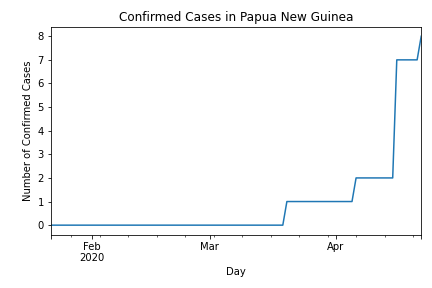 Confirmed Cases in Papua New Guinea
8
7
6
5
4
3
2
1
0
Number of Confirmed Cases
Feb
2020
Mar
Apr
Day